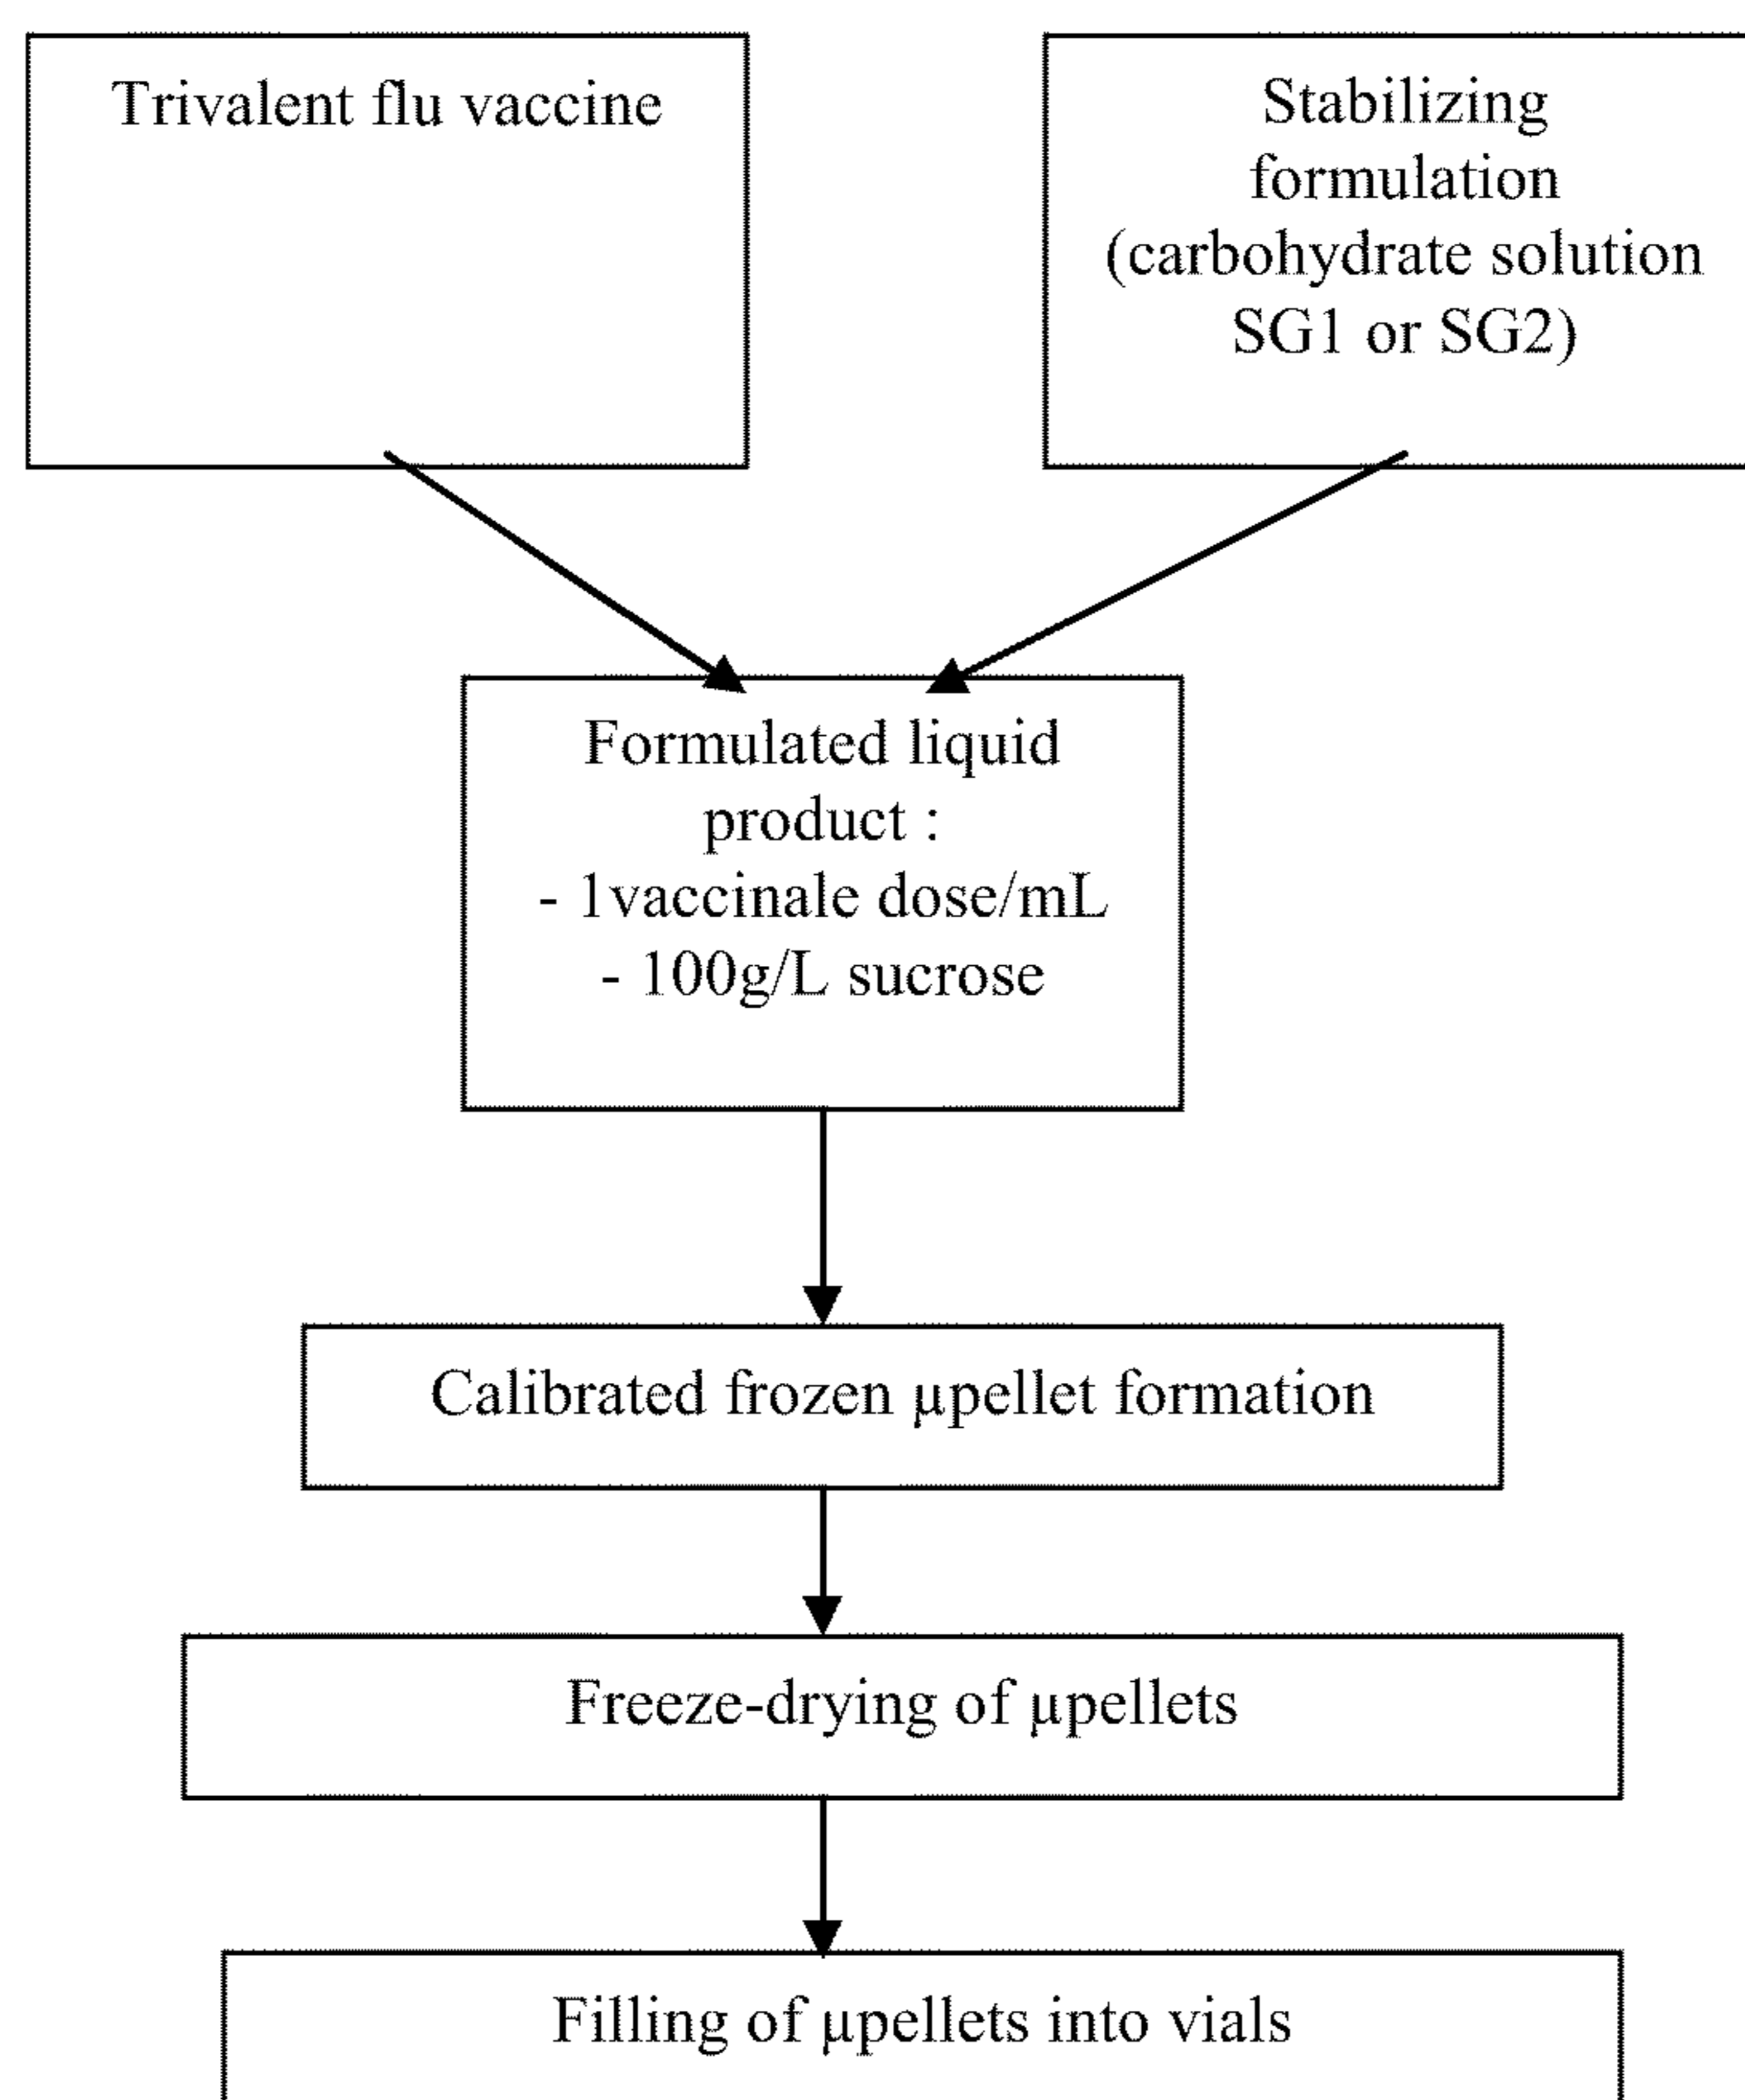 Trivalent flu vaccine
Stabilizing
formulation
(carbohydrate solution
SG1 or SG2)
Formulated liquid
product :
- 1vaccinale dose/mL
- 100g/L sucrose
Calibrated frozen µpellet formation
Freeze-drying of µpellets
Filling of µpellets into vials